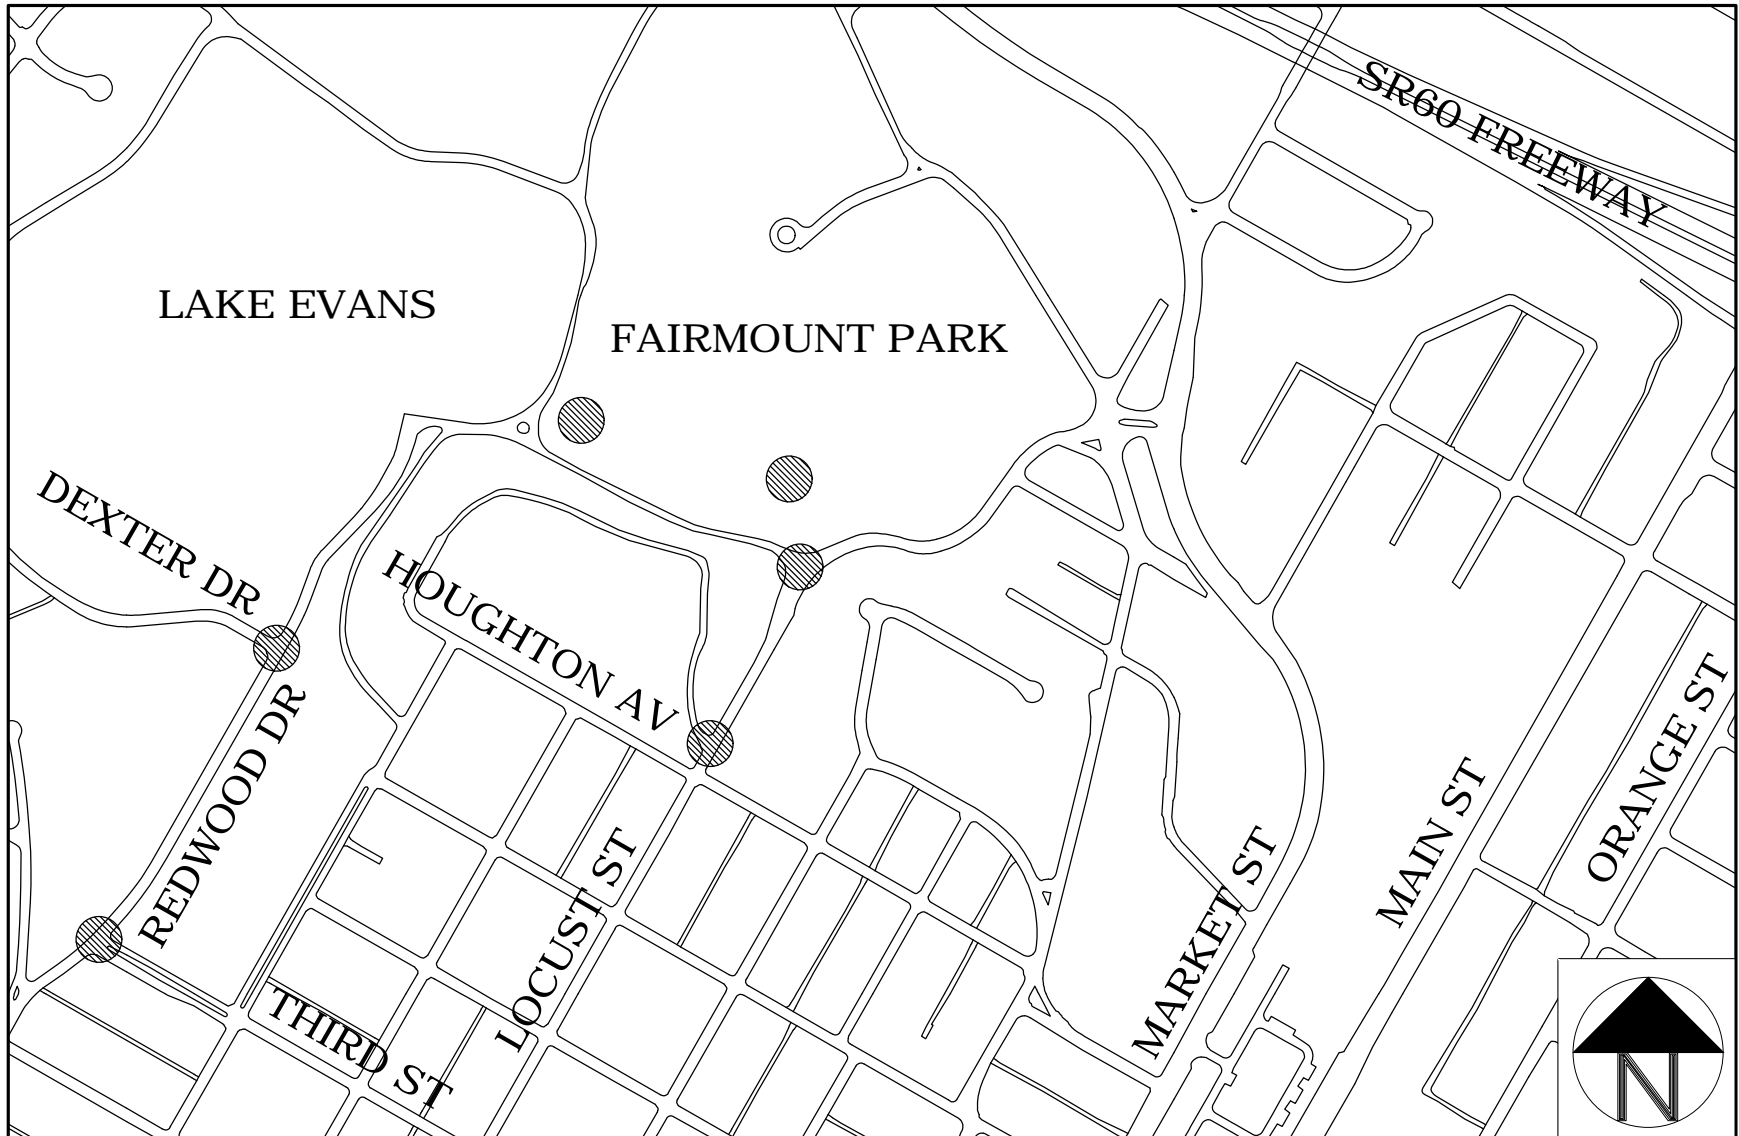 SR60 FREEWAY
LAKE EVANS
FAIRMOUNT PARK
DEXTER DR
HOUGHTON AV
REDWOOD DR
LOCUST ST
THIRD ST
MARKET ST
MAIN ST
ORANGE ST
N